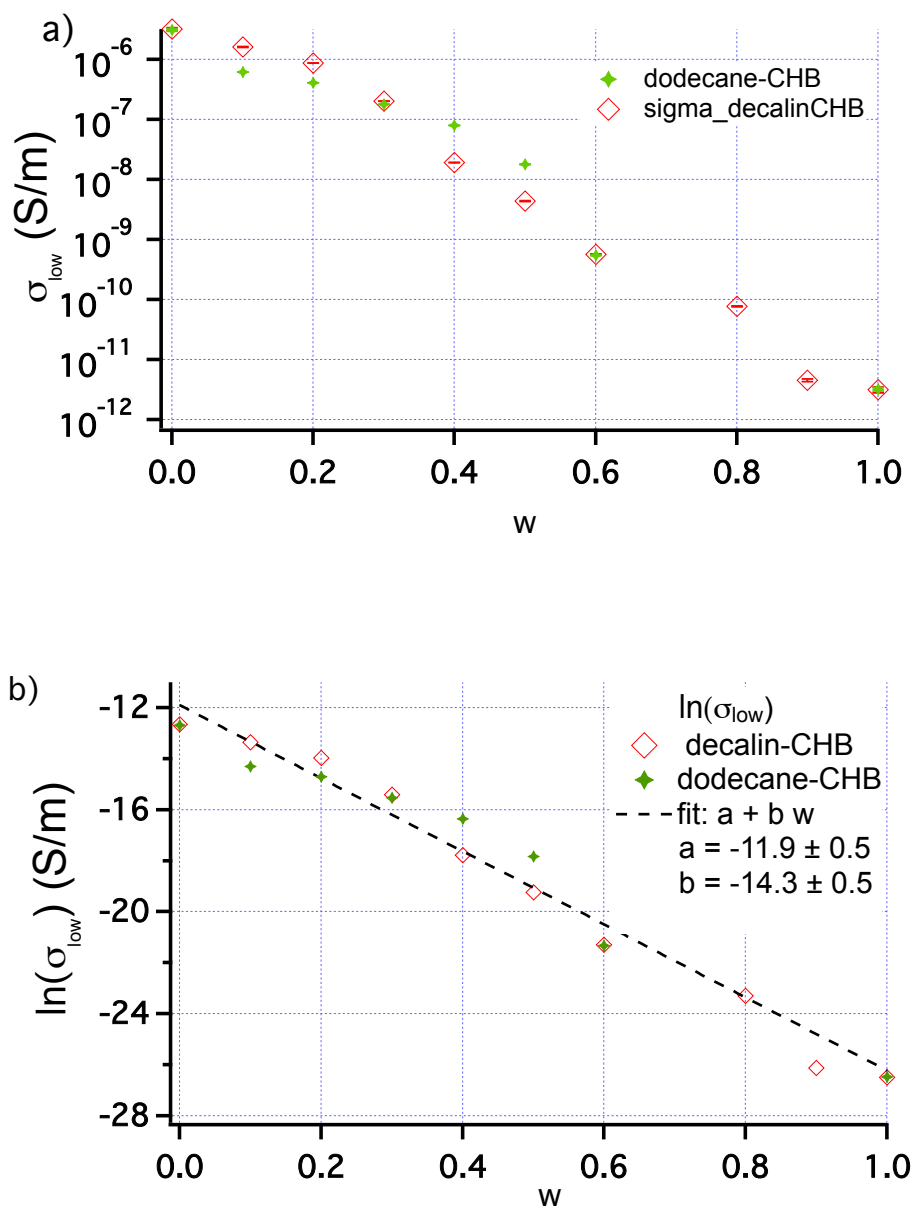 a)
10⁻⁶
10⁻⁷
10⁻⁸
10⁻⁹
10⁻¹⁰
10⁻¹¹
10⁻¹²
σlow (S/m)
dodecane-CHB
sigma_decalinCHB
0.0 0.2 0.4 0.6 0.8 1.0
w
b)
-12
-16
-20
-24
-28
ln(σlow) (S/m)
ln(σlow)
decalin-CHB
dodecane-CHB
fit: a + b w
a = -11.9 ± 0.5
b = -14.3 ± 0.5
0.0 0.2 0.4 0.6 0.8 1.0
w